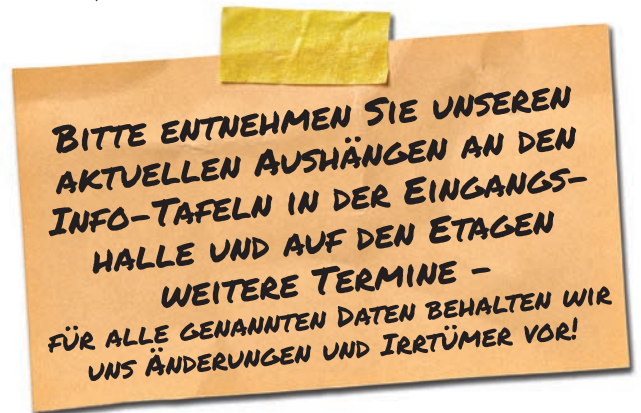 Bitte entnehmen Sie unseren
aktuellen Aushängen an den
Info-Tafeln in der Eingangs-
halle und auf den Etagen
weitere Termine –
für alle genannten Daten behalten wir
uns Änderungen und Irrtümer vor!